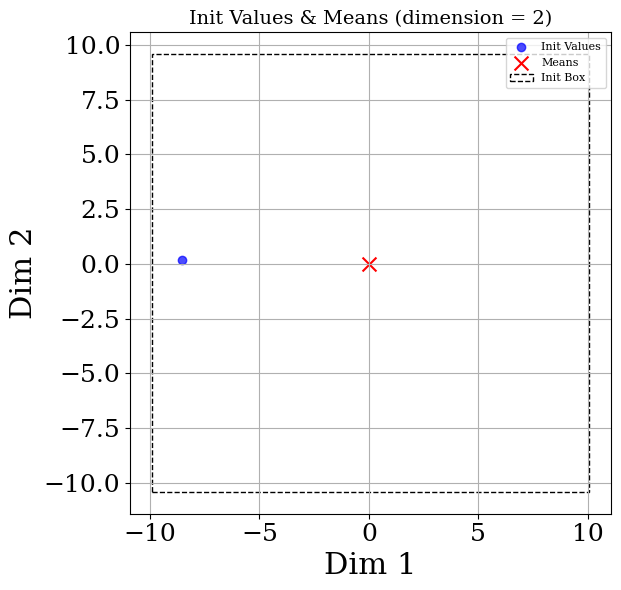 Init Values & Means (dimension = 2)
Init Values
Means
Init Box
10.0
7.5
5.0
2.5
0.0
−2.5
−5.0
−7.5
−10.0
Dim 2
−10 −5 0 5 10
Dim 1